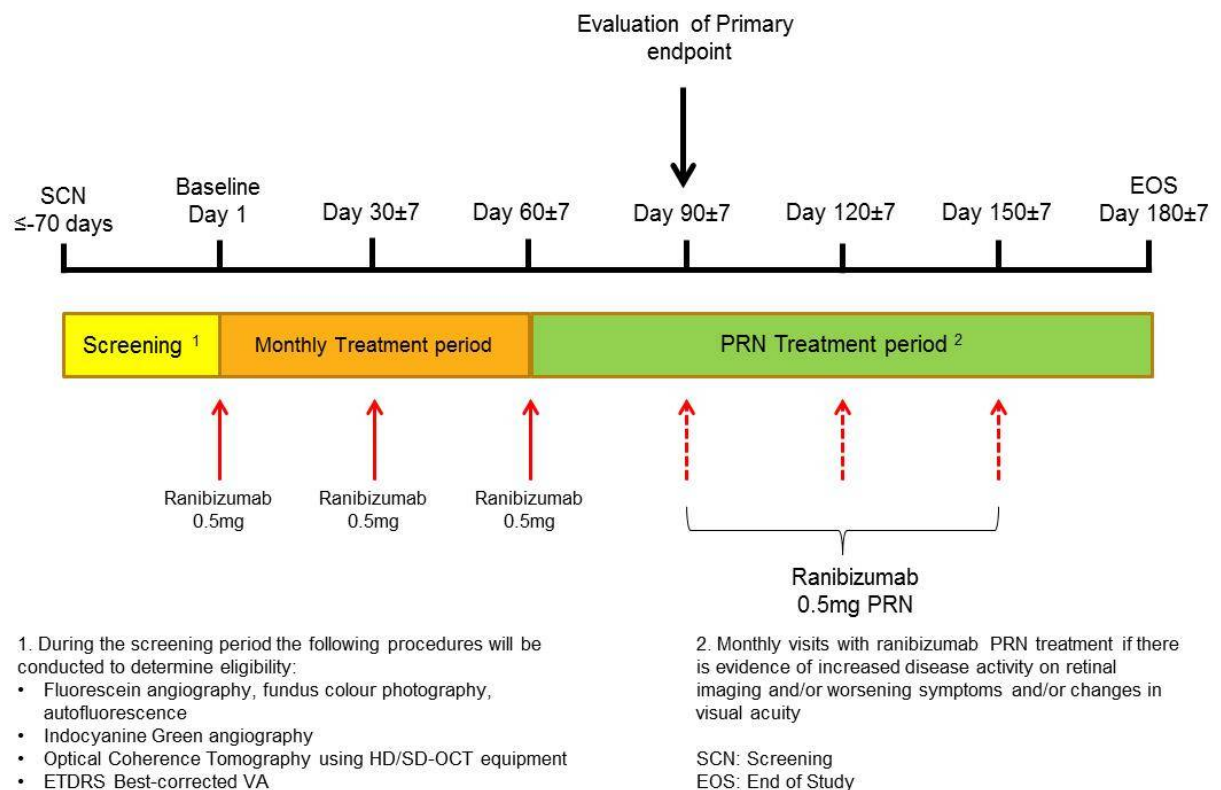 Evaluation of Primary
endpoint
SCN
≤-70 days
Baseline
Day 1
Day 30±7
Day 60±7
Day 90±7
Day 120±7
Day 150±7
EOS
Day 180±7
Screening 1
Monthly Treatment period
PRN Treatment period 2
Ranibizumab
0.5mg
Ranibizumab
0.5mg
Ranibizumab
0.5mg
Ranibizumab
0.5mg PRN
1. During the screening period the following procedures will be
conducted to determine eligibility:
• Fluorescein angiography, fundus colour photography,
autofluorescence
• Indocyanine Green angiography
• Optical Coherence Tomography using HD/SD-OCT equipment
• ETDRS Best-corrected VA
2. Monthly visits with ranibizumab PRN treatment if there
is evidence of increased disease activity on retinal
imaging and/or worsening symptoms and/or changes in
visual acuity
SCN: Screening
EOS: End of Study